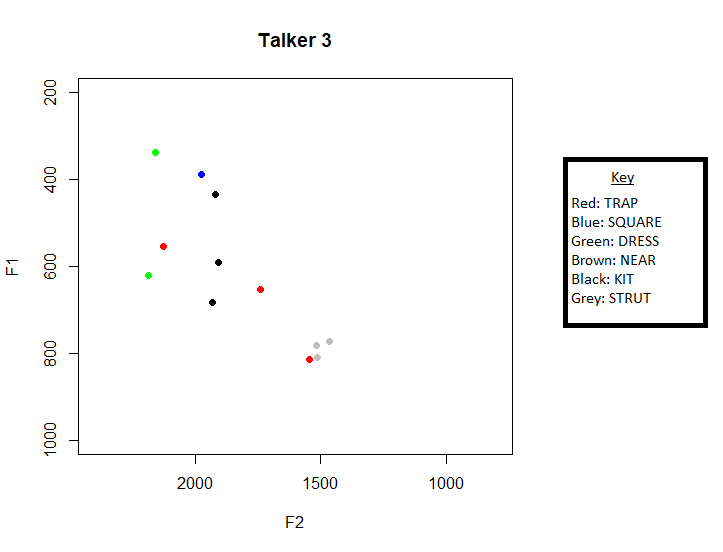 Talker 3
200
400
600
800
1000
F1
2000
1500
1000
F2
Key
Red: TRAP
Blue: SQUARE
Green: DRESS
Brown: NEAR
Black: KIT
Grey: STRUT